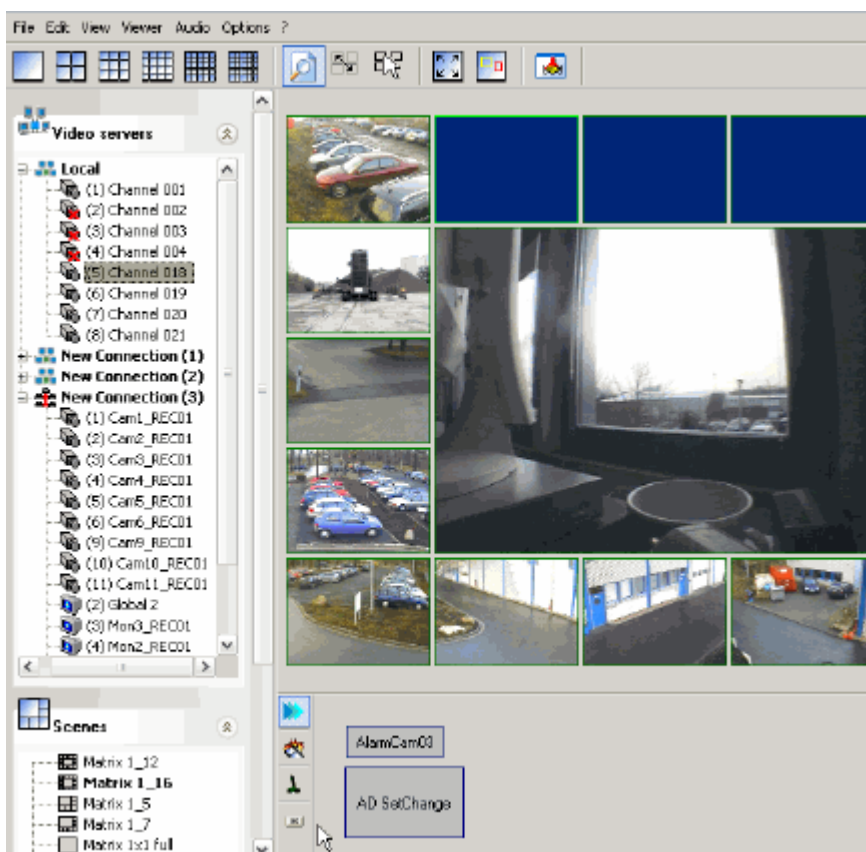 File Edit View Viewer Audio Options ?
Video servers
Local
(1) Channel 001
(2) Channel 002
(3) Channel 003
(4) Channel 004
(5) Channel 018
(6) Channel 019
(7) Channel 020
(8) Channel 021
New Connection (1)
New Connection (2)
New Connection (3)
(1) Cam1_REC01
(2) Cam2_REC01
(3) Cam3_REC01
(4) Cam4_REC01
(5) Cam5_REC01
(6) Cam6_REC01
(9) Cam9_REC01
(10) Cam10_REC01
(11) Cam11_REC01
(2) Global 2
(3) Mon3_REC01
(4) Mon2_REC01
Scenes
Matrix 1_12
Matrix 1_16
Matrix 1_5
Matrix 1_7
Matrix 1x1 full
AlarmCam03
AD SetChange